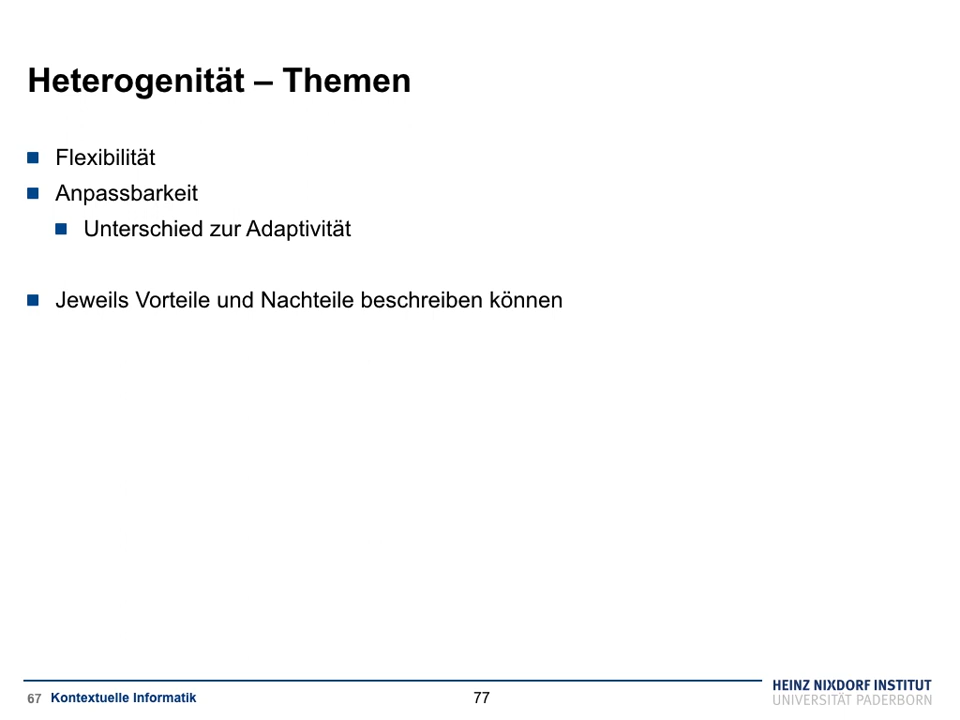 Heterogenität – Themen
Flexibilität
Anpassbarkeit
Unterschied zur Adaptivität
Jeweils Vorteile und Nachteile beschreiben können
67 Kontextuelle Informatik
77
HEINZ NIXDORF INSTITUT
UNIVERSITÄT PADERBORN